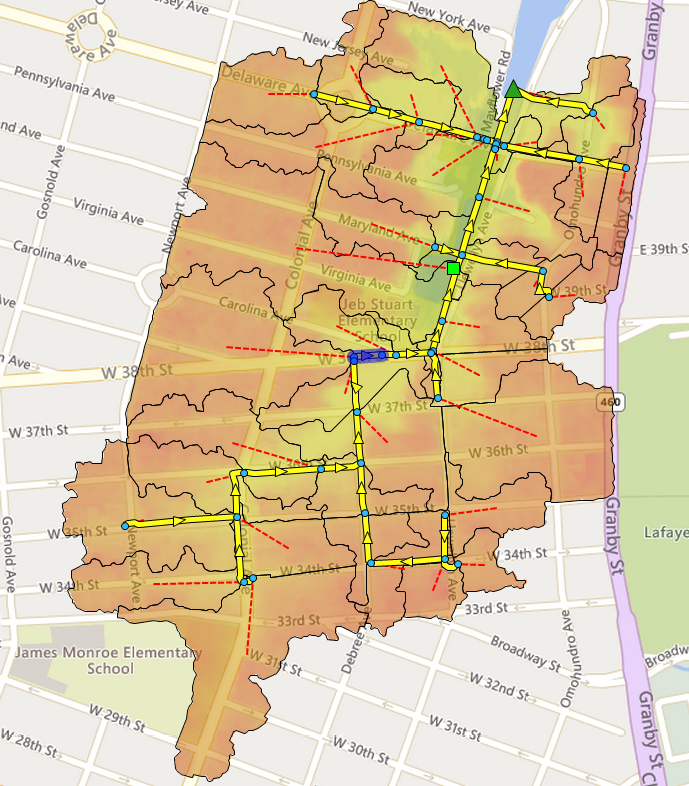 New York Ave
New Jersey Ave
Delaware Ave
Granby St
Mayflower Rd
Delaware Av
Pennsylvania Ave
Pennsylvania Ave
nd Ave
Gosnold Ave
Newport Ave
Virginia Ave
Colonial Ave
Maryland Ave
Omohundro Ave
Granby St
E 39th St
Carolina Ave
Virginia Ave
W 39th St
Carolina Ave
Jeb Stuart
Elementary
School
W 38th St
W 38th St
n Ave
W 37th St
W 37th St
460
W 36th St
W 35th St
W 35th St
Granby St
Gosnold Ave
Newport Ave
Lafaye
W 34th St
W 34th St
W 34th St
33rd St
33rd St
James Monroe Elementary
School
Debree Ave
Broadway St
Omohundro Ave
Broadw
W 31st St
W 32nd St
W 29th St
W 31st St
W 30th St
W 28th St
Granby St